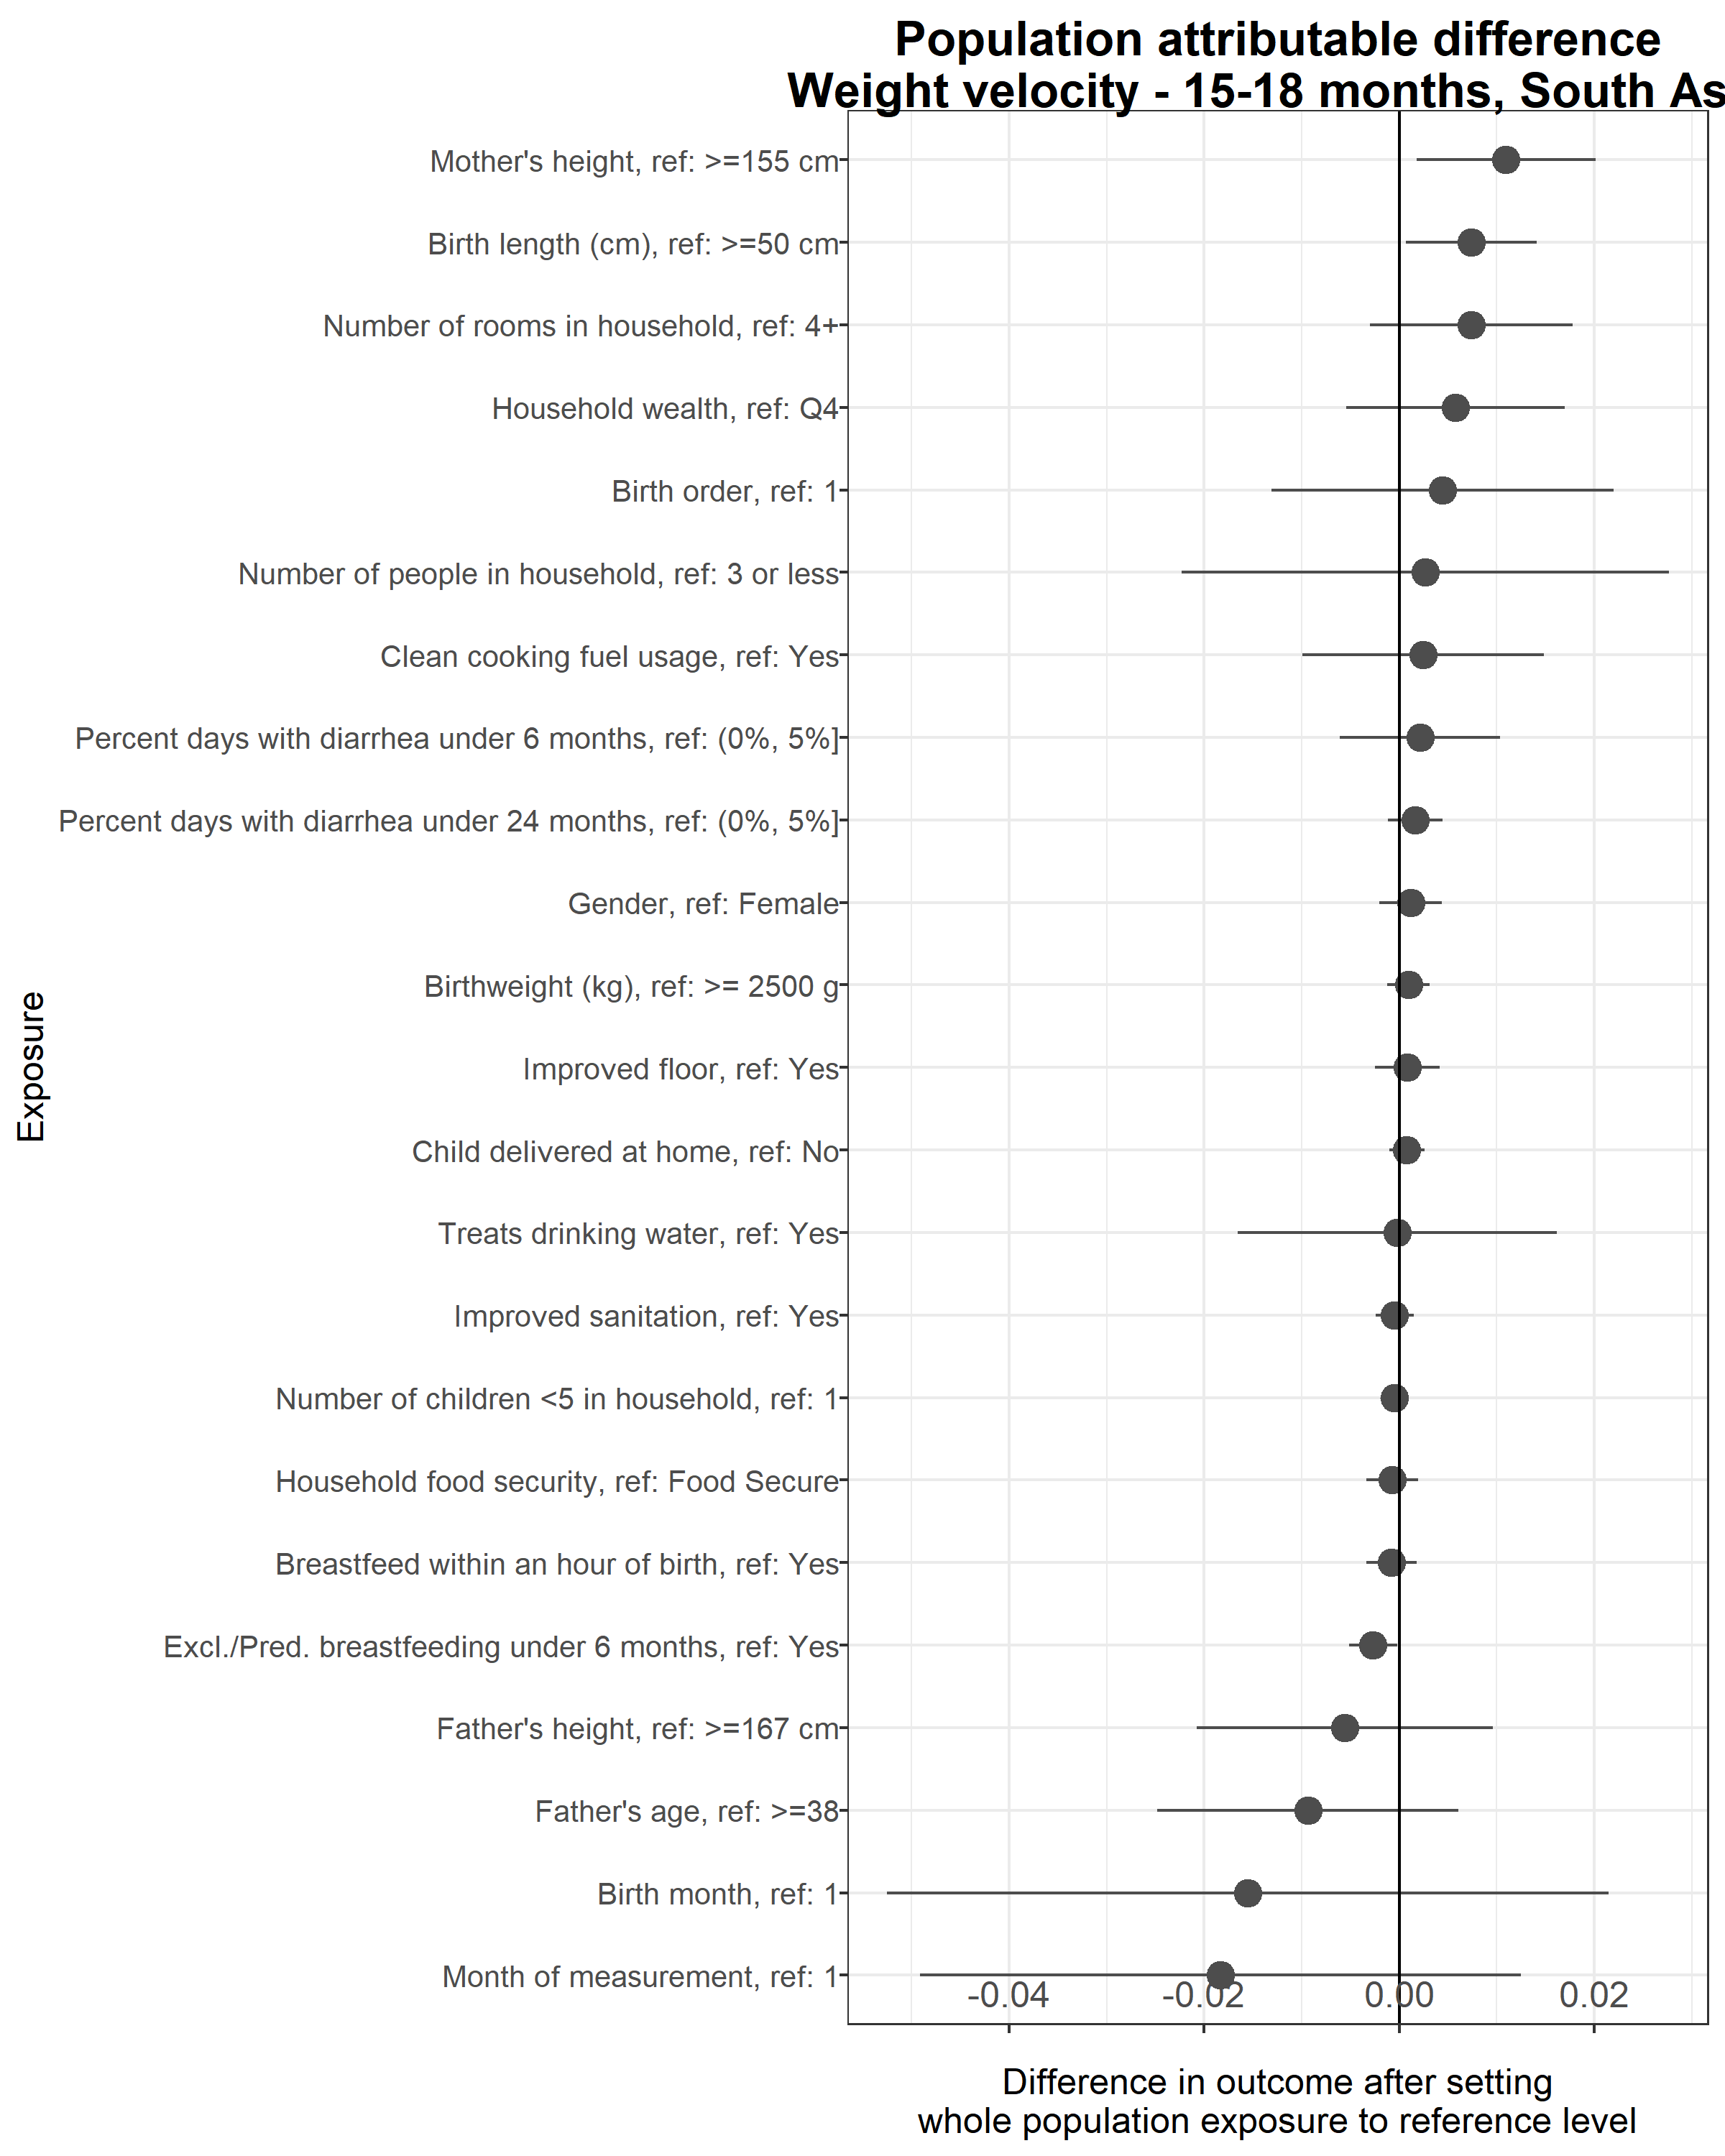 Population attributable difference
Weight velocity - 15-18 months, South As
Mother's height, ref: >=155 cm
Birth length (cm), ref: >=50 cm
Number of rooms in household, ref: 4+
Household wealth, ref: Q4
Birth order, ref: 1
Number of people in household, ref: 3 or less
Clean cooking fuel usage, ref: Yes
Percent days with diarrhea under 6 months, ref: (0%, 5%]
Percent days with diarrhea under 24 months, ref: (0%, 5%]
Gender, ref: Female
Birthweight (kg), ref: >= 2500 g
Improved floor, ref: Yes
Child delivered at home, ref: No
Treats drinking water, ref: Yes
Improved sanitation, ref: Yes
Number of children <5 in household, ref: 1
Household food security, ref: Food Secure
Breastfeed within an hour of birth, ref: Yes
Excl./Pred. breastfeeding under 6 months, ref: Yes
Father's height, ref: >=167 cm
Father's age, ref: >=38
Birth month, ref: 1
Month of measurement, ref: 1
Exposure
-0.04 -0.02 0.00 0.02
Difference in outcome after setting
whole population exposure to reference level